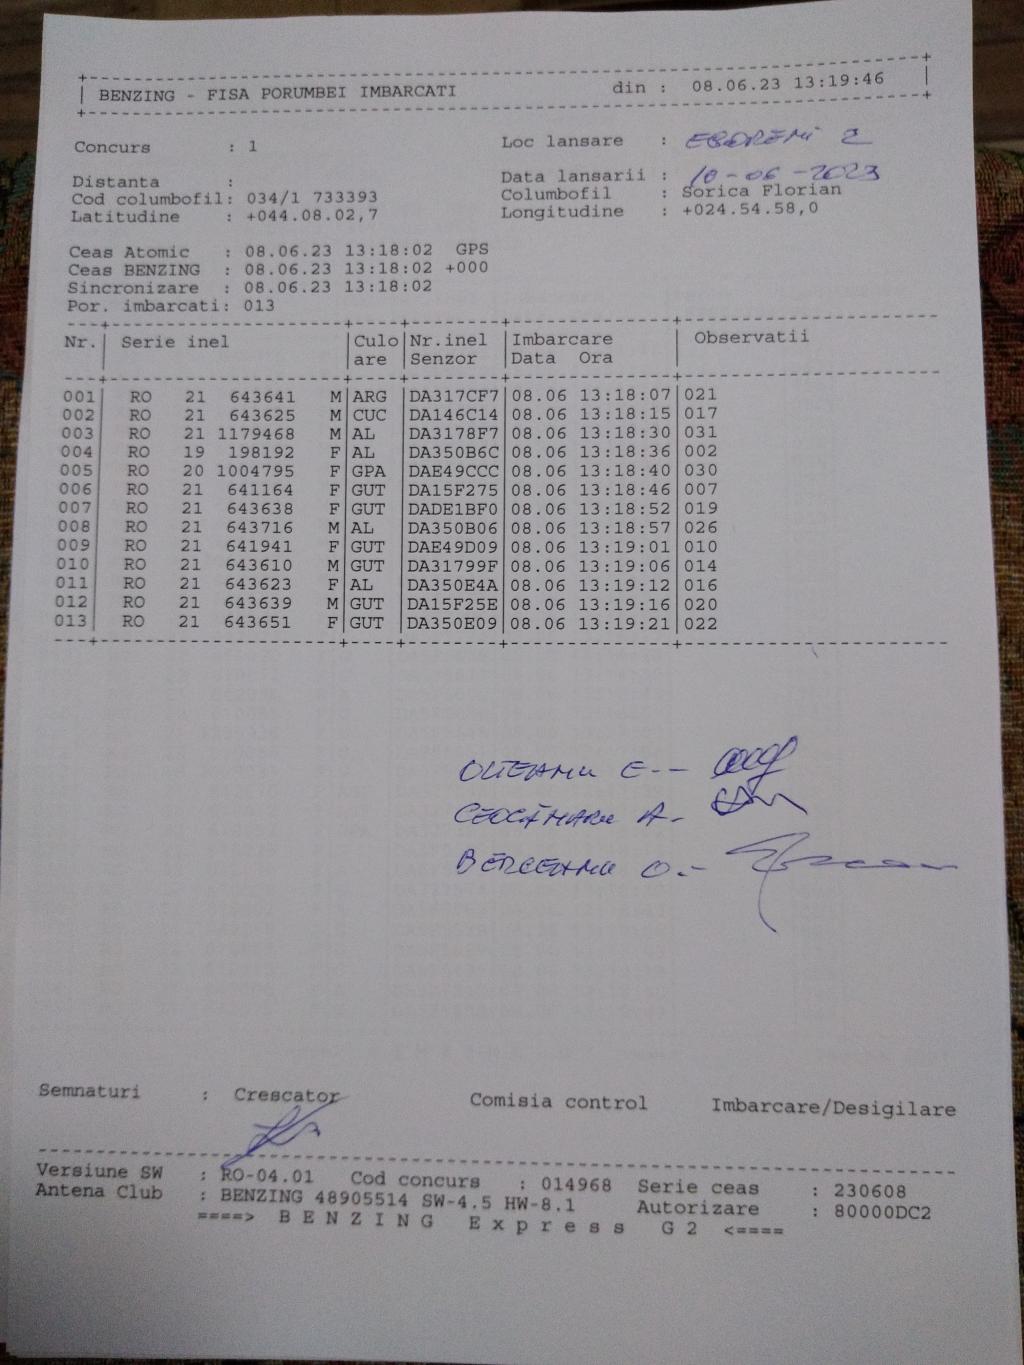 BENZING - FISA PORUMBEI IMBARCATI din : 08.06.23 13:19:46
Concurs : 1 Loc lansare : 2
Distanta : Data lansarii : 10-06-2023
Cod columbofil: 034/1 733393 Columbofil : Sorica Florian
Latitudine : +044.08.02,7 Longitudine : +024.54.58,0
Ceas Atomic : 08.06.23 13:18:02 GPS
Ceas BENZING : 08.06.23 13:18:02 +000
Sincronizare : 08.06.23 13:18:02
Por. imbarcati: 013
Nr. Serie inel Culo Nr.inel Imbarcare Observatii
are Senzor Data Ora
001 RO 21 643641 M ARG DA317CF7 08.06 13:18:07 021
002 RO 21 643625 M CUC DA146C14 08.06 13:18:15 017
003 RO 21 1179468 M AL DA3178F7 08.06 13:18:30 031
004 RO 19 198192 F AL DA350B6C 08.06 13:18:36 002
005 RO 20 1004795 F GPA DAE49CCC 08.06 13:18:40 030
006 RO 21 641164 F GUT DA15F275 08.06 13:18:46 007
007 RO 21 643638 F GUT DADE1BF0 08.06 13:18:52 019
008 RO 21 643716 M AL DA350B06 08.06 13:18:57 026
009 RO 21 641941 F GUT DAE49D09 08.06 13:19:01 010
010 RO 21 643610 M GUT DA31799F 08.06 13:19:06 014
011 RO 21 643623 F AL DA350E4A 08.06 13:19:12 016
012 RO 21 643639 M GUT DA15F25E 08.06 13:19:16 020
013 RO 21 643651 F GUT DA350E09 08.06 13:19:21 022
OLTEANU E.--
CEOCĂNARU A.
BERCEANU O.-
Semnaturi : Crescator Comisia control Imbarcare/Desigilare
Versiune SW : RO-04.01 Cod concurs : 014968 Serie ceas : 230608
Antena Club : BENZING 48905514 SW-4.5 HW-8.1 Autorizare : 80000DC2
====> B E N Z I N G E x p r e s s G 2 <====